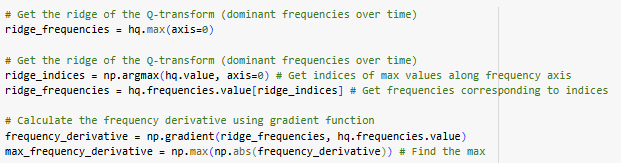 # Get the ridge of the Q-transform (dominant frequencies over time)
ridge_frequencies = hq.max(axis=0)
# Get the ridge of the Q-transform (dominant frequencies over time)
ridge_indices = np.argmax(hq.value, axis=0) # Get indices of max values along frequency axis
ridge_frequencies = hq.frequencies.value[ridge_indices] # Get frequencies corresponding to indices
# Calculate the frequency derivative using gradient function
frequency_derivative = np.gradient(ridge_frequencies, hq.frequencies.value)
max_frequency_derivative = np.max(np.abs(frequency_derivative)) # Find the max